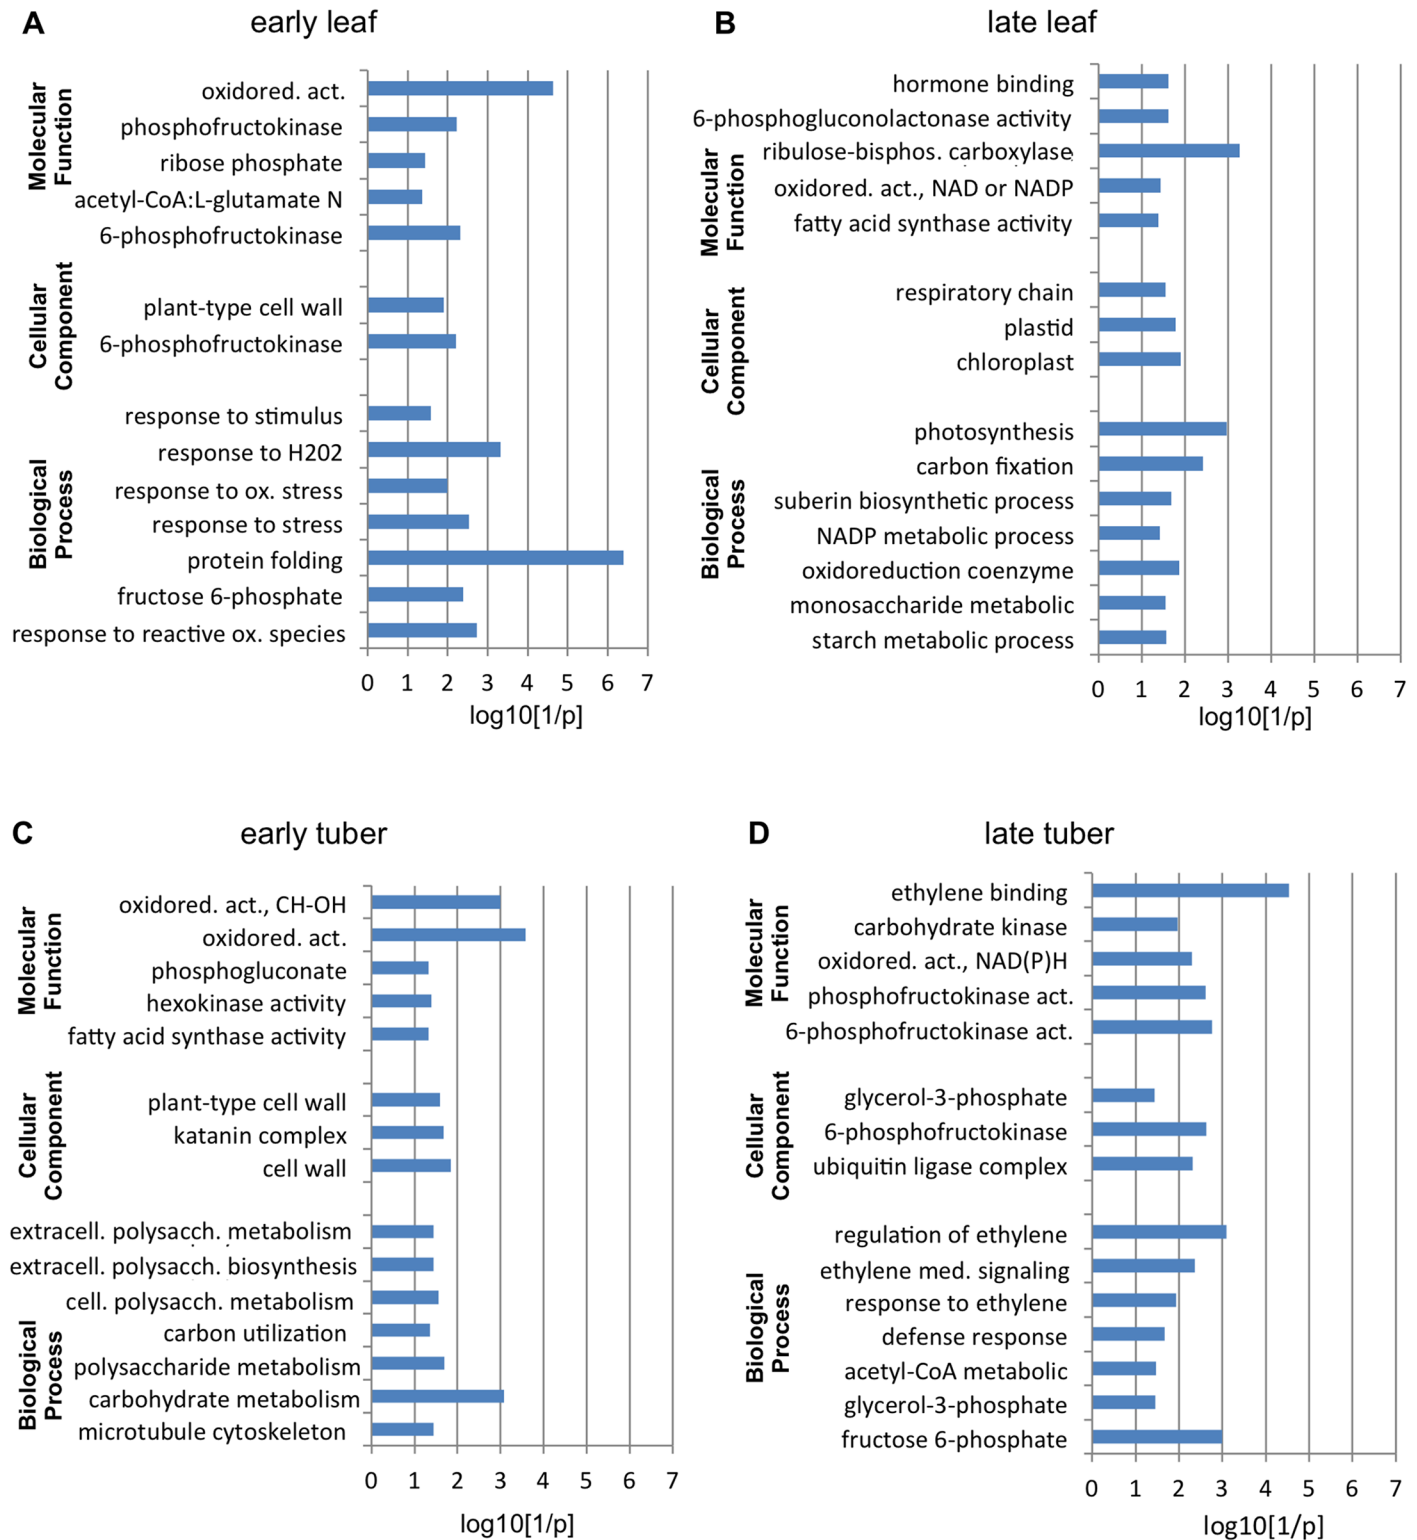 A early leaf
Molecular Function
oxidored. act.
phosphofructokinase
ribose phosphate
acetyl-CoA:L-glutamate N
6-phosphofructokinase
Cellular Component
plant-type cell wall
6-phosphofructokinase
Biological Process
response to stimulus
response to H202
response to ox. stress
response to stress
protein folding
fructose 6-phosphate
response to reactive ox. species
0 1 2 3 4 5 6 7
log10[1/p]
B late leaf
Molecular Function
hormone binding
6-phosphogluconolactonase activity
ribulose-bisphos. carboxylase
oxidored. act., NAD or NADP
fatty acid synthase activity
Cellular Component
respiratory chain
plastid
chloroplast
Biological Process
photosynthesis
carbon fixation
suberin biosynthetic process
NADP metabolic process
oxidoreduction coenzyme
monosaccharide metabolic
starch metabolic process
0 1 2 3 4 5 6 7
log10[1/p]
C early tuber
Molecular Function
oxidored. act., CH-OH
oxidored. act.
phosphogluconate
hexokinase activity
fatty acid synthase activity
Cellular Component
plant-type cell wall
katanin complex
cell wall
Biological Process
extracell. polysacch. metabolism
extracell. polysacch. biosynthesis
cell. polysacch. metabolism
carbon utilization
polysaccharide metabolism
carbohydrate metabolism
microtubule cytoskeleton
0 1 2 3 4 5 6 7
log10[1/p]
D late tuber
Molecular Function
ethylene binding
carbohydrate kinase
oxidored. act., NAD(P)H
phosphofructokinase act.
6-phosphofructokinase act.
Cellular Component
glycerol-3-phosphate
6-phosphofructokinase
ubiquitin ligase complex
Biological Process
regulation of ethylene
ethylene med. signaling
response to ethylene
defense response
acetyl-CoA metabolic
glycerol-3-phosphate
fructose 6-phosphate
0 1 2 3 4 5 6 7
log10[1/p]